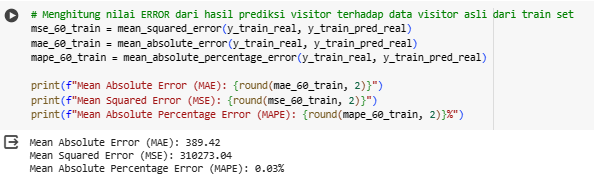 # Menghitung nilai ERROR dari hasil prediksi visitor terhadap data visitor asli dari train set
mse_60_train = mean_squared_error(y_train_real, y_train_pred_real)
mae_60_train = mean_absolute_error(y_train_real, y_train_pred_real)
mape_60_train = mean_absolute_percentage_error(y_train_real, y_train_pred_real)

print(f"Mean Absolute Error (MAE): {round(mae_60_train, 2)}")
print(f"Mean Squared Error (MSE): {round(mse_60_train, 2)}")
print(f"Mean Absolute Percentage Error (MAPE): {round(mape_60_train, 2)}%")

Mean Absolute Error (MAE): 389.42
Mean Squared Error (MSE): 310273.04
Mean Absolute Percentage Error (MAPE): 0.03%